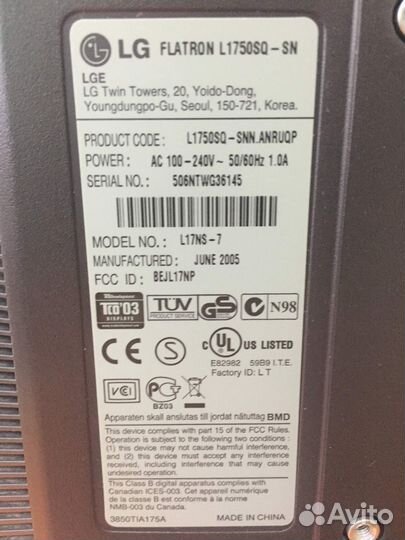 LG FLATRON L1750SQ-SN
LGE
LG Twin Towers, 20, Yoido-Dong,
Youngdungpo-Gu, Seoul, 150-721, Korea.
PRODUCT CODE: L1750SQ-SNN.ANRUQP
POWER: AC 100-240V~ 50/60Hz 1.0A
SERIAL NO.: 506NTWG36145
MODEL NO.: L17NS-7
MANUFACTURED: JUNE 2005
FCC ID: BEJL17NP
TCO'03 DISPLAYS
TÜV GS N98
CE S c UL US LISTED
E82982 59B9 I.T.E.
Factory ID: L T
VCI
BZ03
Apparaten skall anslutas till jordat nätuttag BMD
This device complies with part 15 of the FCC Rules.
Operation is subject to the following two conditions:
(1) this device may not cause harmful interference,
and (2) this device must accept any interference
received, including interference that may cause
undesired operation.
This Class B digital apparatus complies with
Canadian ICES-003. Cet appareil numérique
de la classe B est conforme à la norme
NMB-003 du Canada.
3850TIA175A MADE IN CHINA
Avito